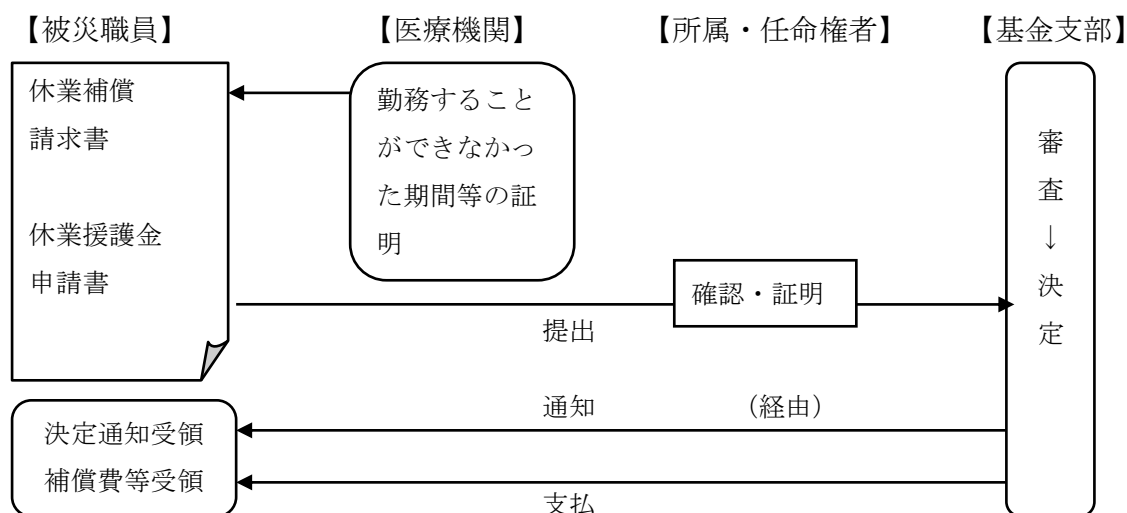 【被災職員】 【医療機関】 【所属・任命権者】 【基金支部】
休業補償
請求書
休業援護金
申請書
勤務すること
ができなかっ
た期間等の証
明
確認・証明
提出
審
査
↓
決
定
通知 （経由）
決定通知受領
補償費等受領
支払